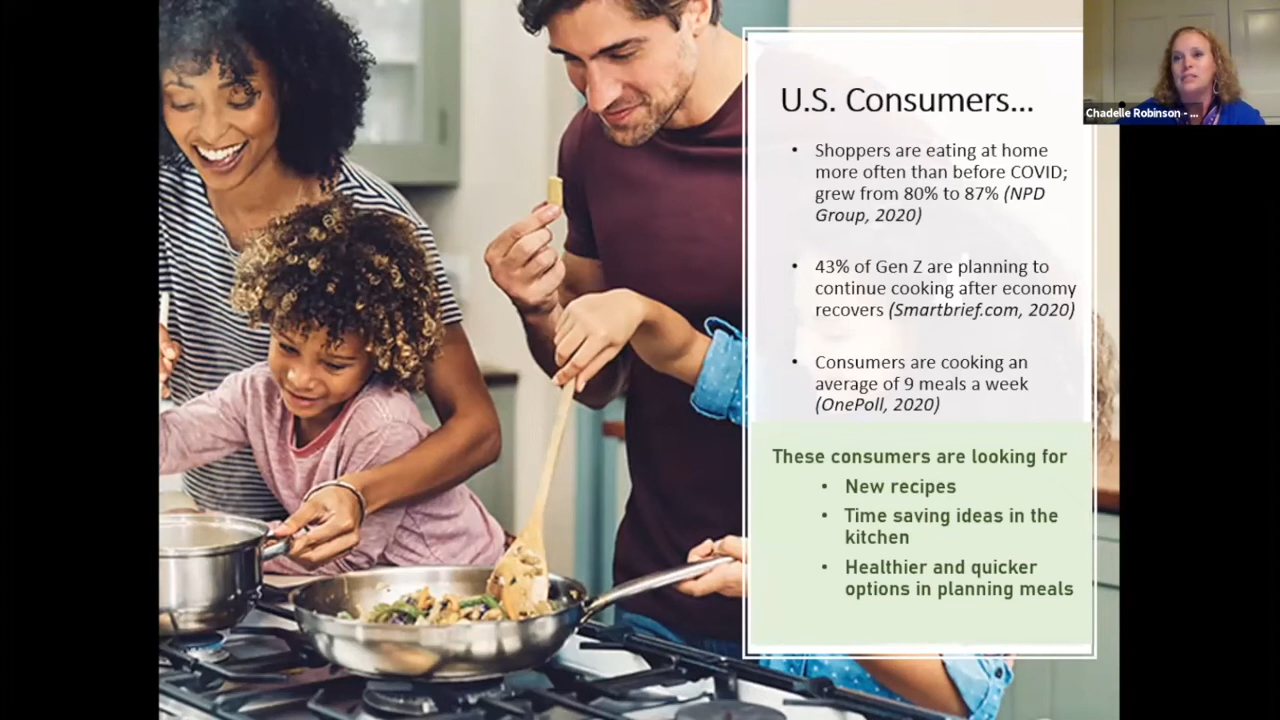 U.S. Consumers...
Chadelle Robinson - ...
• Shoppers are eating at home
more often than before COVID;
grew from 80% to 87% (NPD
Group, 2020)
• 43% of Gen Z are planning to
continue cooking after economy
recovers (Smartbrief.com, 2020)
• Consumers are cooking an
average of 9 meals a week
(OnePoll, 2020)
These consumers are looking for
• New recipes
• Time saving ideas in the
kitchen
• Healthier and quicker
options in planning meals